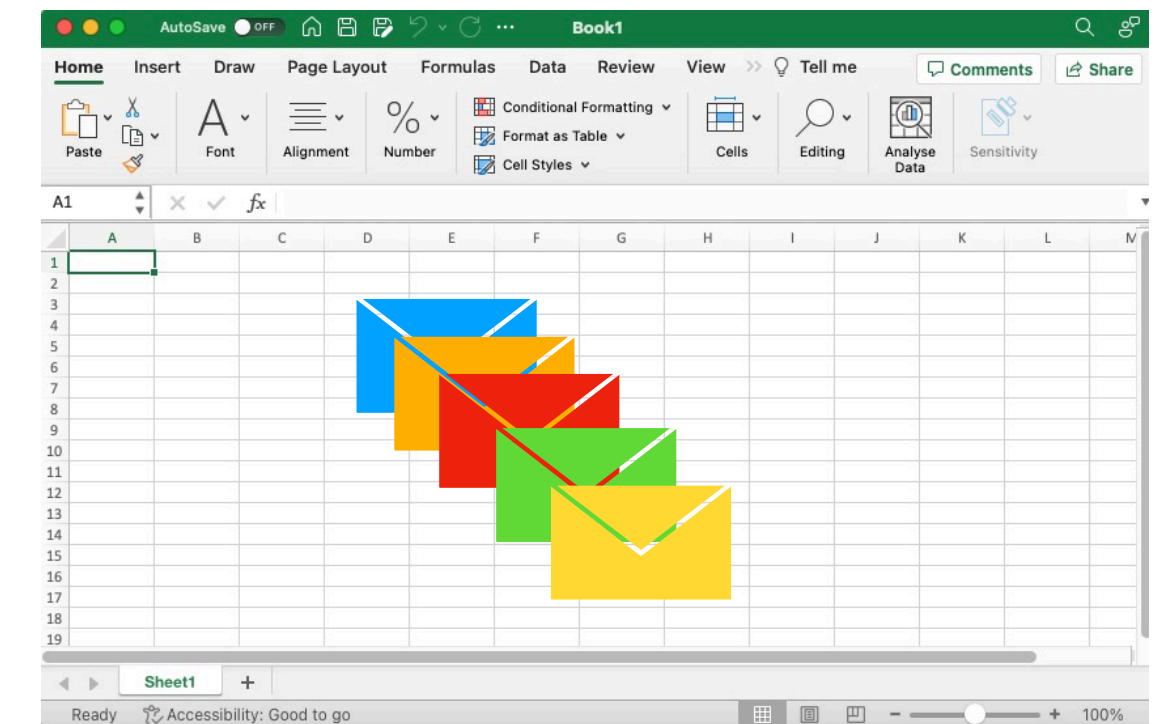 AutoSave OFF ... Book1
Home Insert Draw Page Layout Formulas Data Review View >> Tell me Comments Share
Paste Font Alignment % Number Conditional Formatting Format as Table Cell Styles Cells Editing Analyse Data Sensitivity
A1 fx
A B C D E F G H I J K L M
1
2
3
4
5
6
7
8
9
10
11
12
13
14
15
16
17
18
19
Sheet1 +
Ready Accessibility: Good to go - + 100%